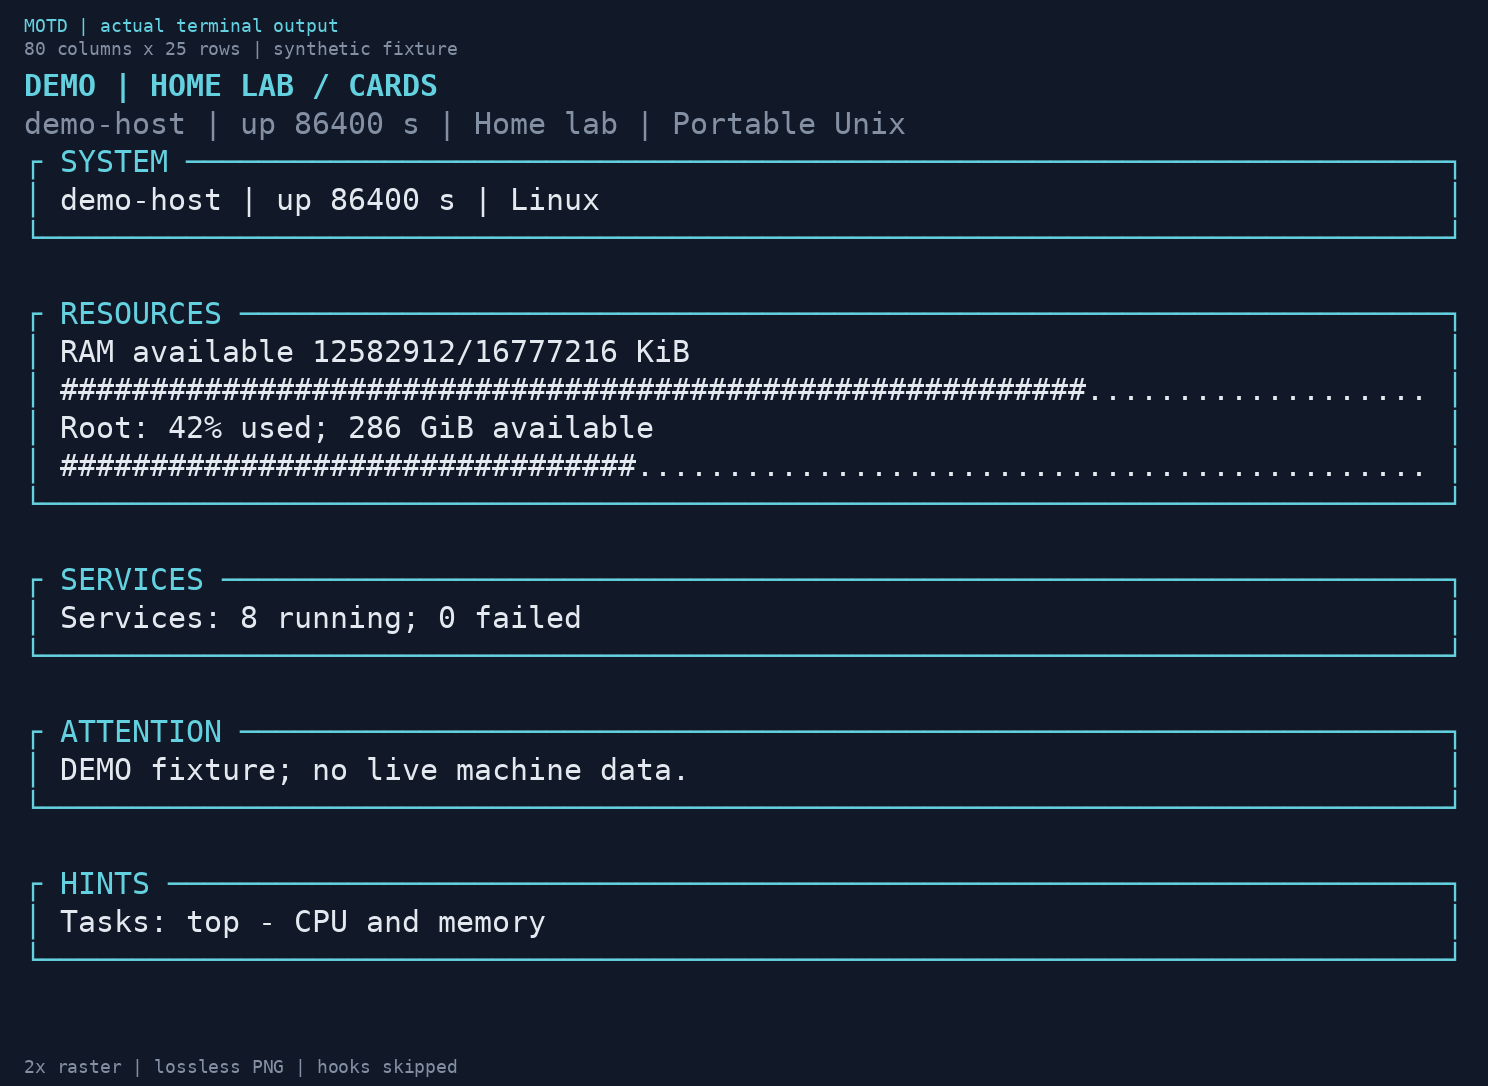 MOTD | actual terminal output
80 columns x 25 rows | synthetic fixture
DEMO | HOME LAB / CARDS
demo-host | up 86400 s | Home lab | Portable Unix
SYSTEM
demo-host | up 86400 s | Linux
RESOURCES
RAM available 12582912/16777216 KiB
#########################################################...................
Root: 42% used; 286 GiB available
################################............................................
SERVICES
Services: 8 running; 0 failed
ATTENTION
DEMO fixture; no live machine data.
HINTS
Tasks: top - CPU and memory
2x raster | lossless PNG | hooks skipped